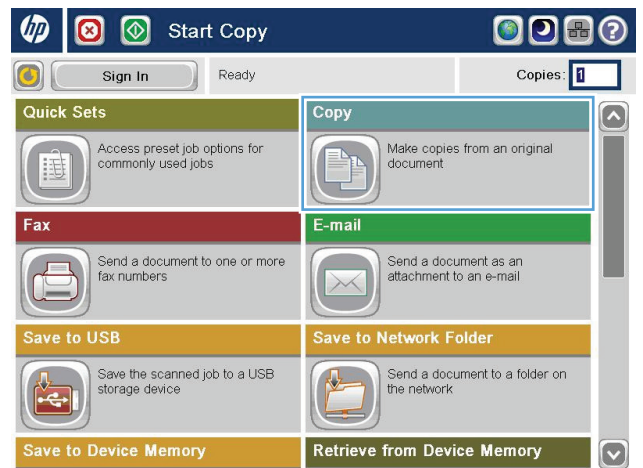 hp
Start Copy
?
Sign In
Ready
Copies: 1
Quick Sets
Access preset job options for
commonly used jobs
Copy
Make copies from an original
document
Fax
Send a document to one or more
fax numbers
E-mail
Send a document as an
attachment to an e-mail
Save to USB
Save the scanned job to a USB
storage device
Save to Network Folder
Send a document to a folder on
the network
Save to Device Memory
Retrieve from Device Memory